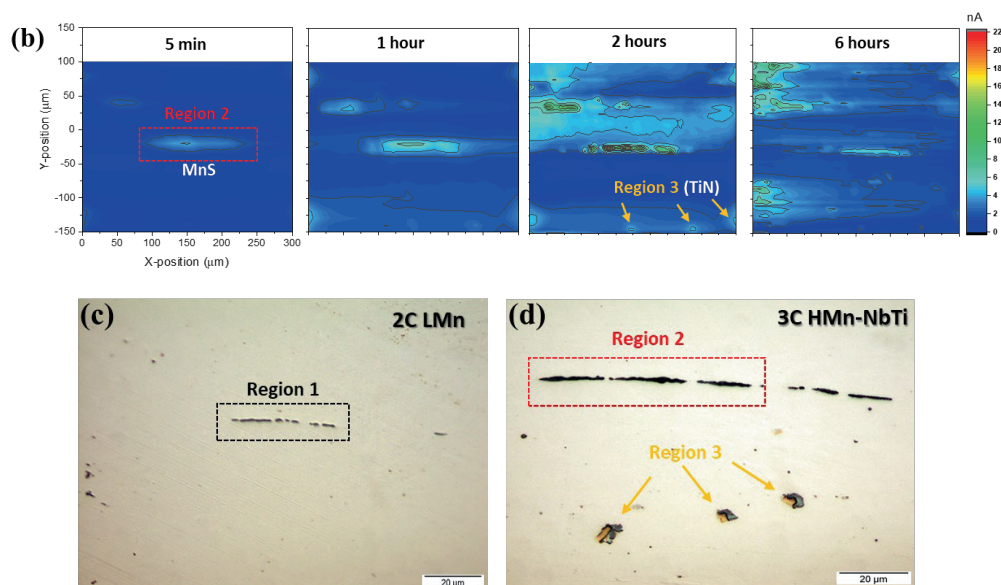 (b)
5 min
1 hour
2 hours
6 hours
nA
150
100
50
0
-50
-100
-150
Y-position (μm)
Region 2
MnS
Region 3 (TiN)
0 50 100 150 200 250 300
X-position (μm)
22
20
18
16
14
12
10
8
6
4
2
0
(c)
2C LMn
Region 1
20 μm
(d)
3C HMn-NbTi
Region 2
Region 3
20 μm